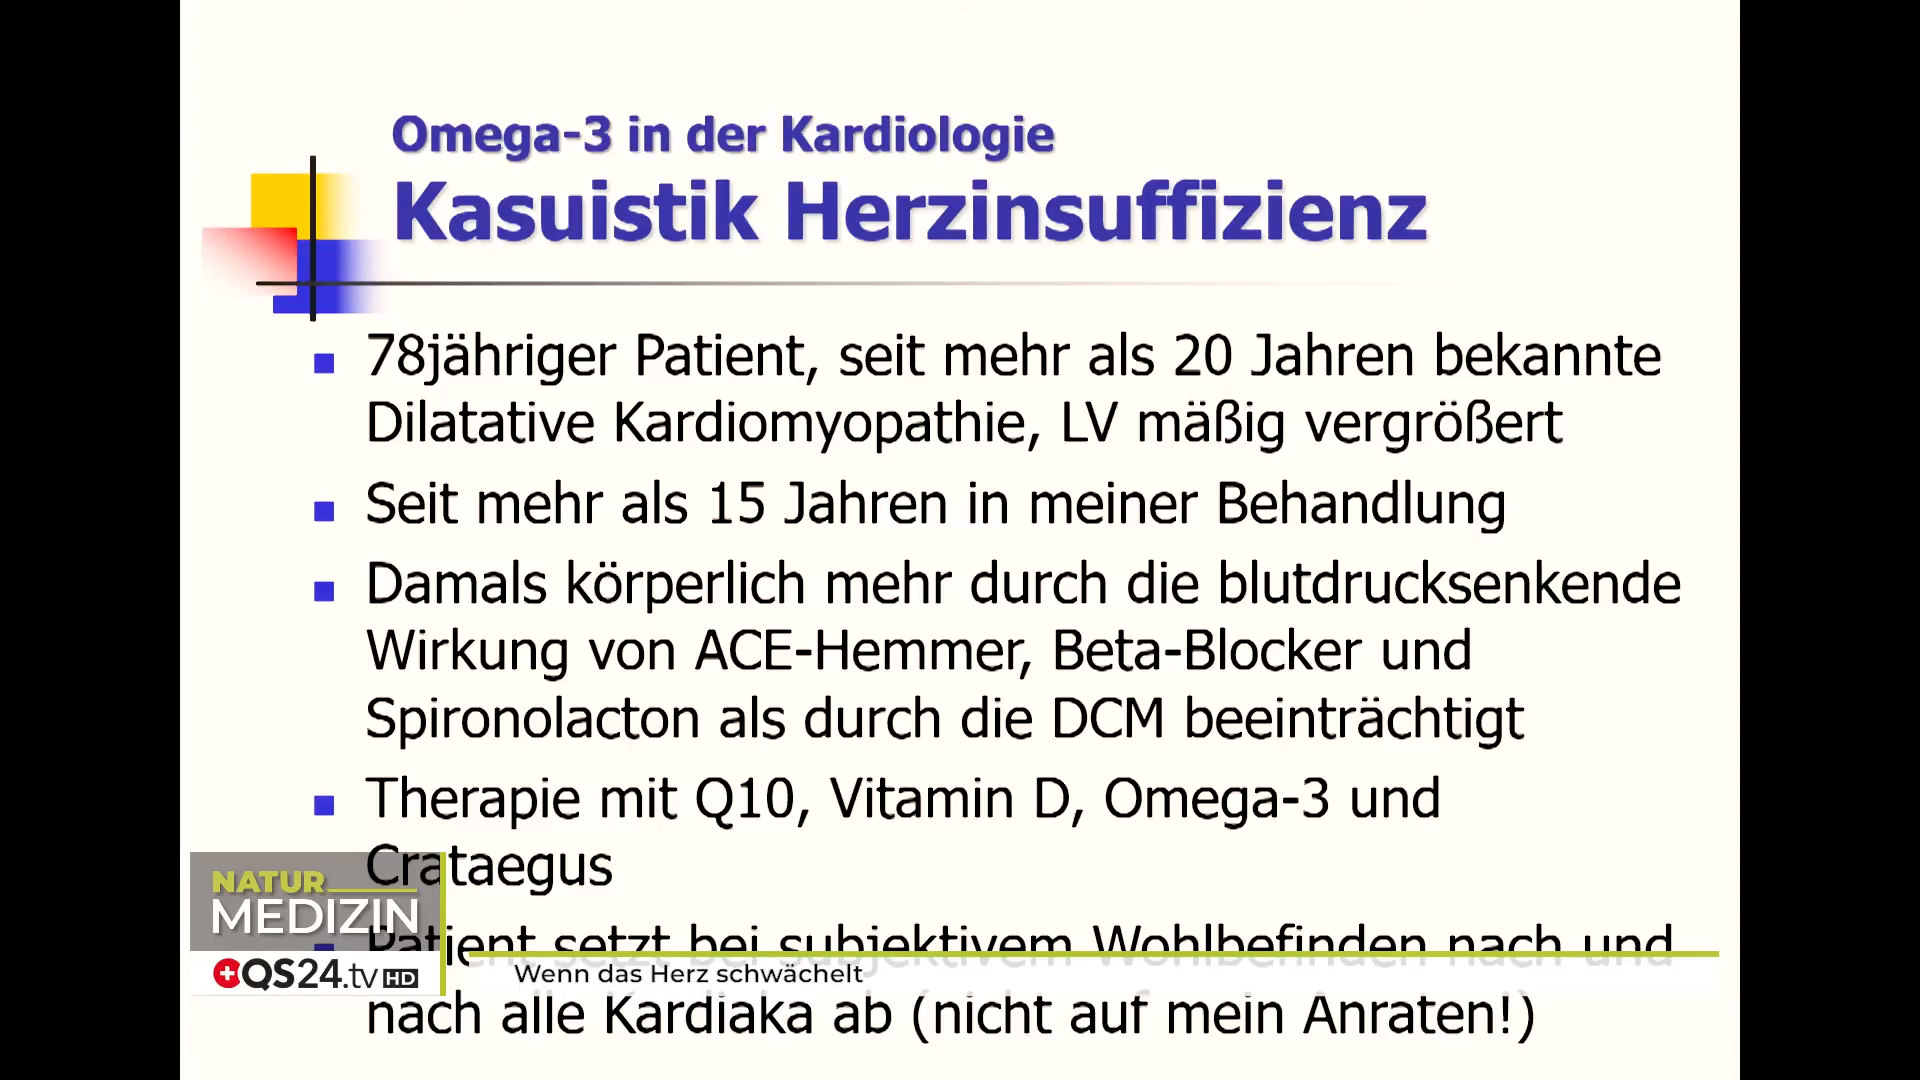 Omega-3 in der Kardiologie
Kasuistik Herzinsuffizienz
78jähriger Patient, seit mehr als 20 Jahren bekannte
Dilatative Kardiomyopathie, LV mäßig vergrößert
Seit mehr als 15 Jahren in meiner Behandlung
Damals körperlich mehr durch die blutdrucksenkende
Wirkung von ACE-Hemmer, Beta-Blocker und
Spironolacton als durch die DCM beeinträchtigt
Therapie mit Q10, Vitamin D, Omega-3 und
Crataegus
Patient setzt bei subjektivem Wohlbefinden nach und
nach alle Kardiaka ab (nicht auf mein Anraten!)
NATUR
MEDIZIN
QS24.tv HD
Wenn das Herz schwächelt